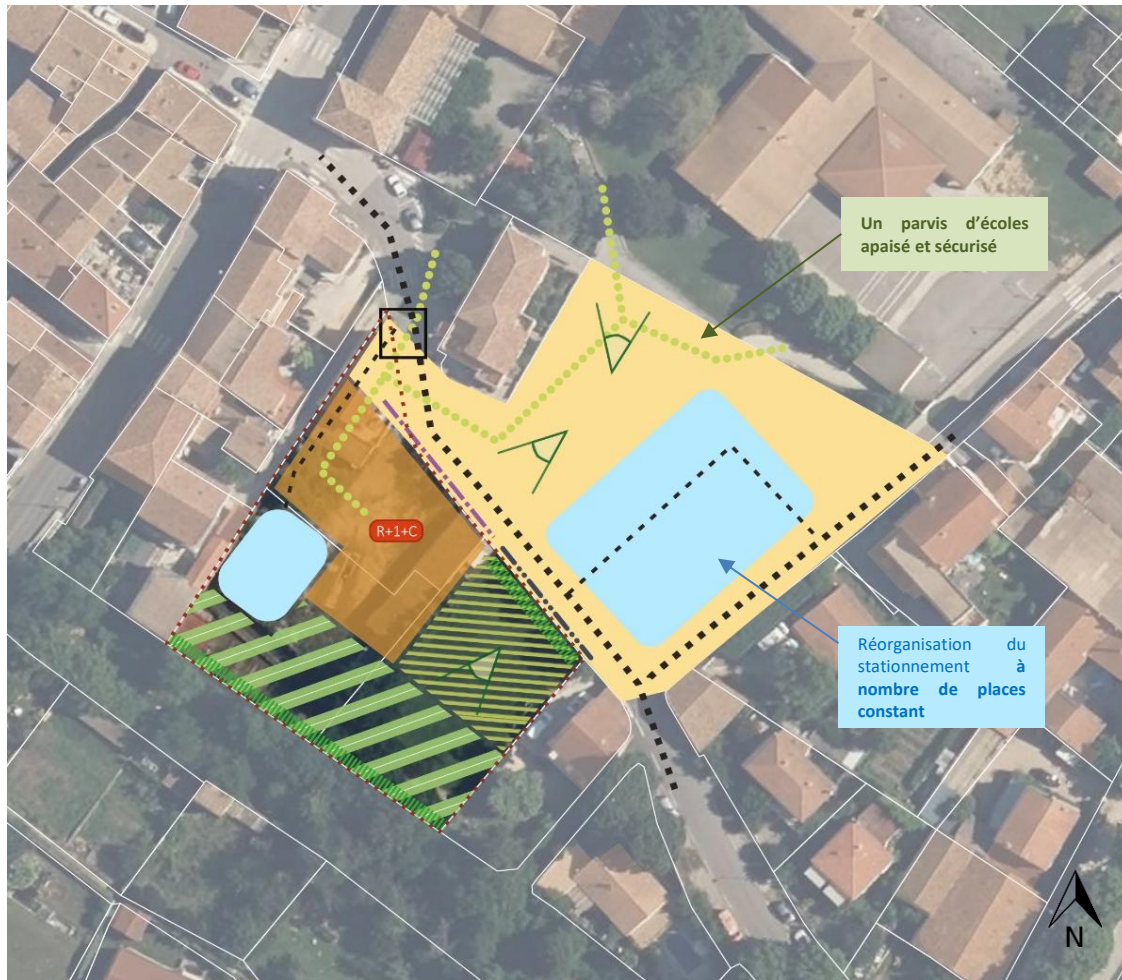 Un parvis d'écoles
apaisé et sécurisé
R+1+C
Réorganisation du
stationnement à
nombre de places
constant
N